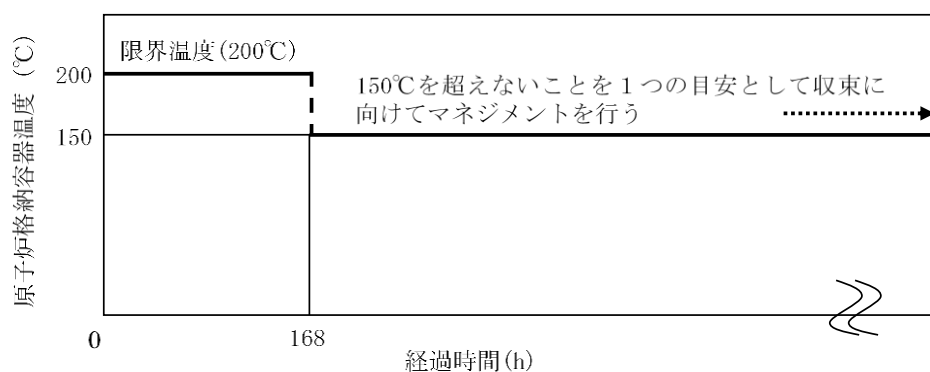 限界温度(200℃)
200
150℃を超えないことを１つの目安として収束に
向けてマネジメントを行う
150
原子炉格納容器温度 (℃)
0
168
経過時間(h)